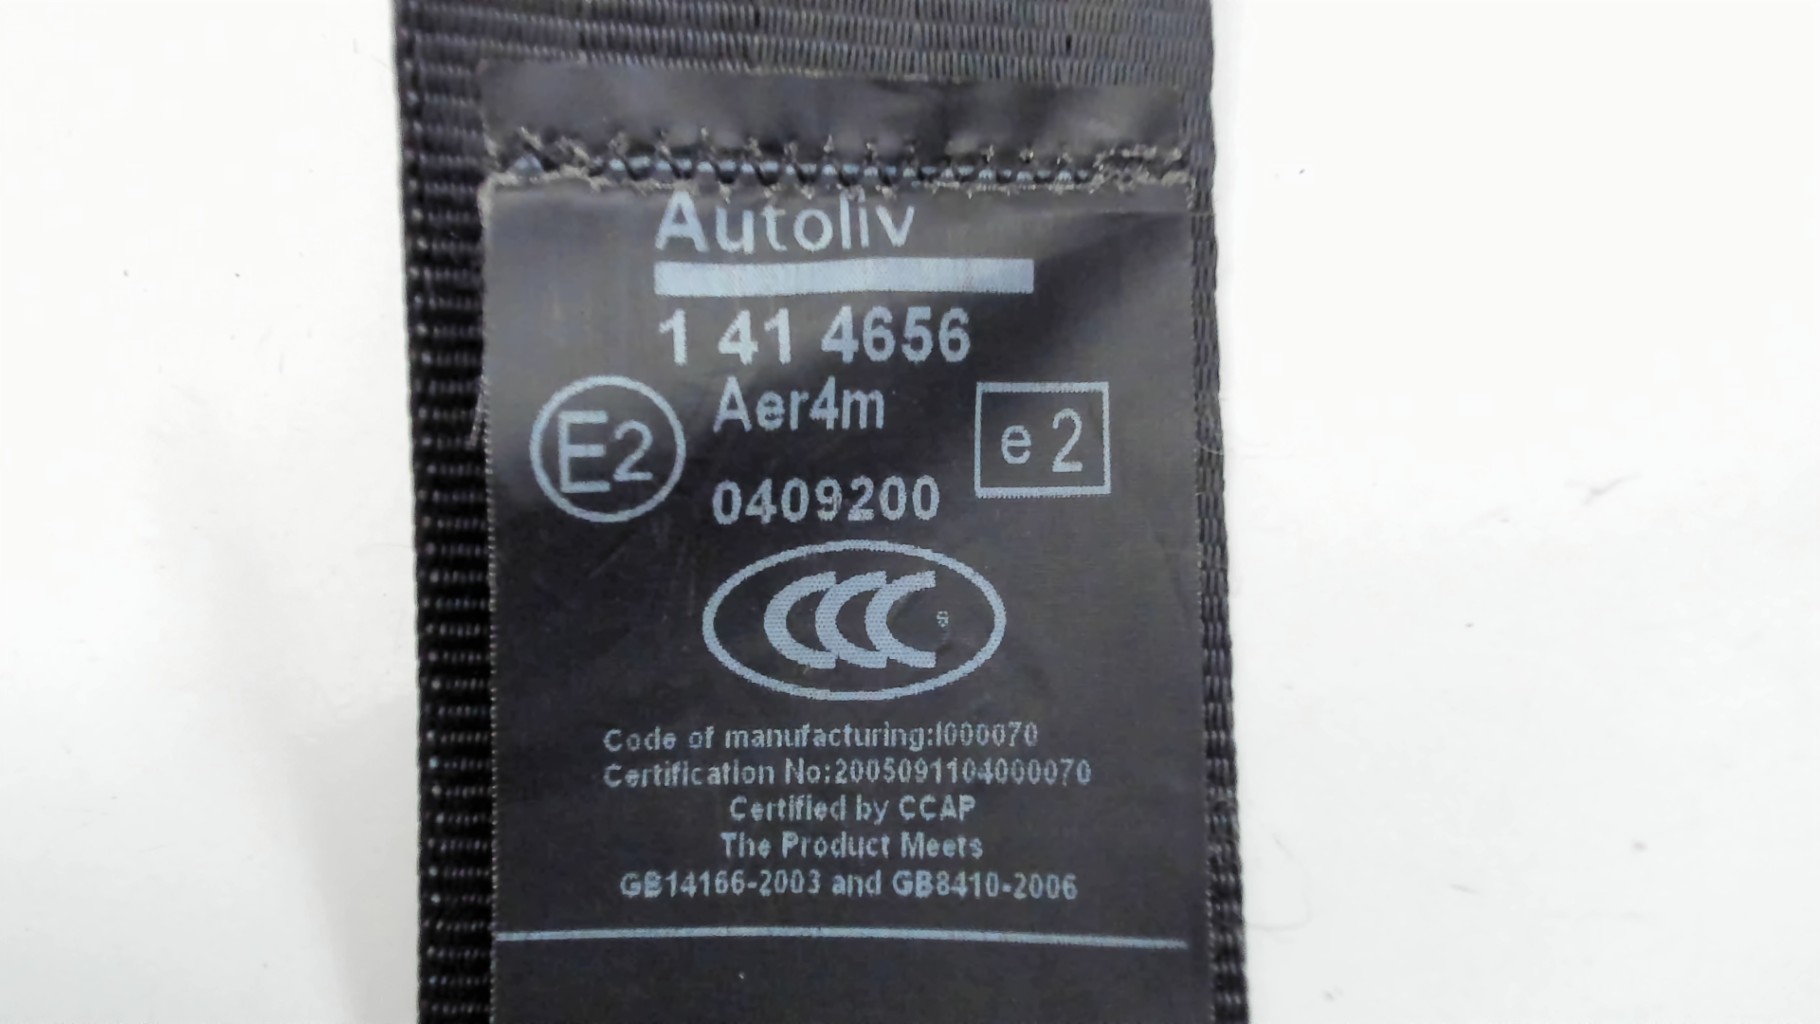 Autoliv
1 41 4656
Aer4m
E2
e 2
0409200
CCC S
Code of manufacturing:I000070
Certification No:2005091104000070
Certified by CCAP
The Product Meets
GB14166-2003 and GB8410-2006